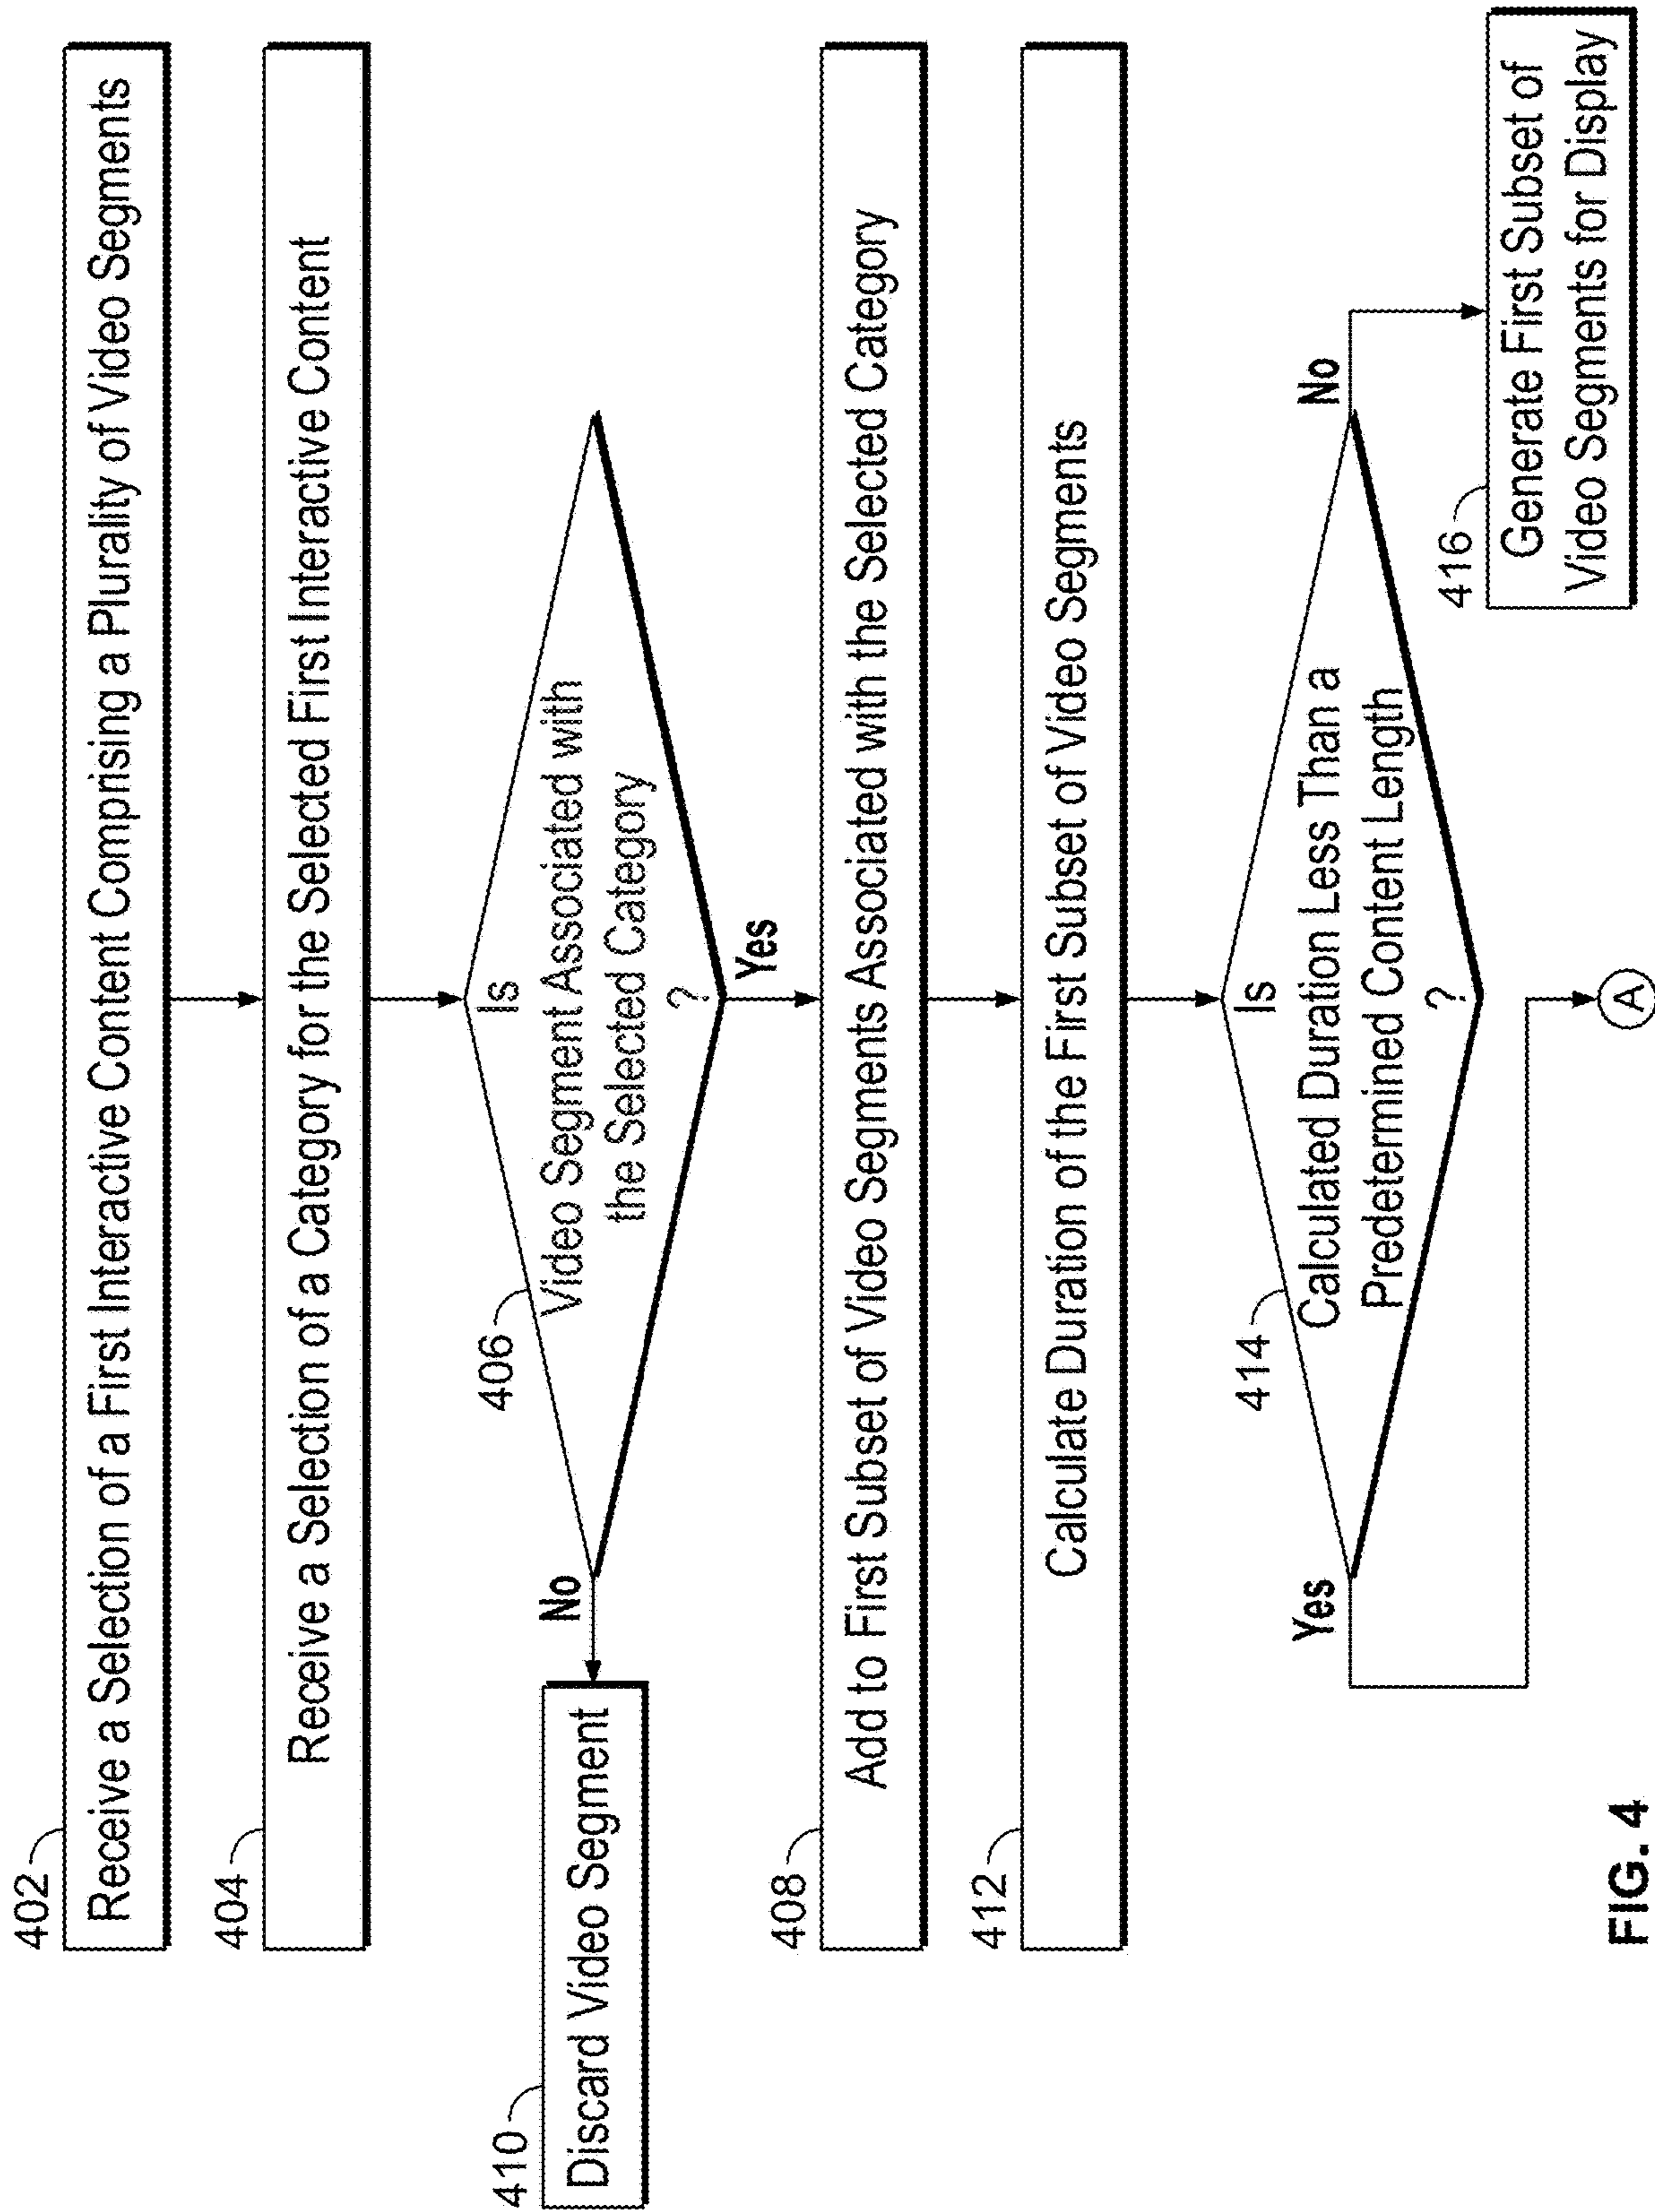 402
Receive a Selection of a First Interactive Content Comprising a Plurality of Video Segments
404
Receive a Selection of a Category for the Selected First Interactive Content
406
Is
Video Segment Associated with
the Selected Category
?
No
Yes
410
Discard Video Segment
408
Add to First Subset of Video Segments Associated with the Selected Category
412
Calculate Duration of the First Subset of Video Segments
414
Is
Calculated Duration Less Than a
Predetermined Content Length
?
Yes
No
416
Generate First Subset of
Video Segments for Display
A
FIG. 4